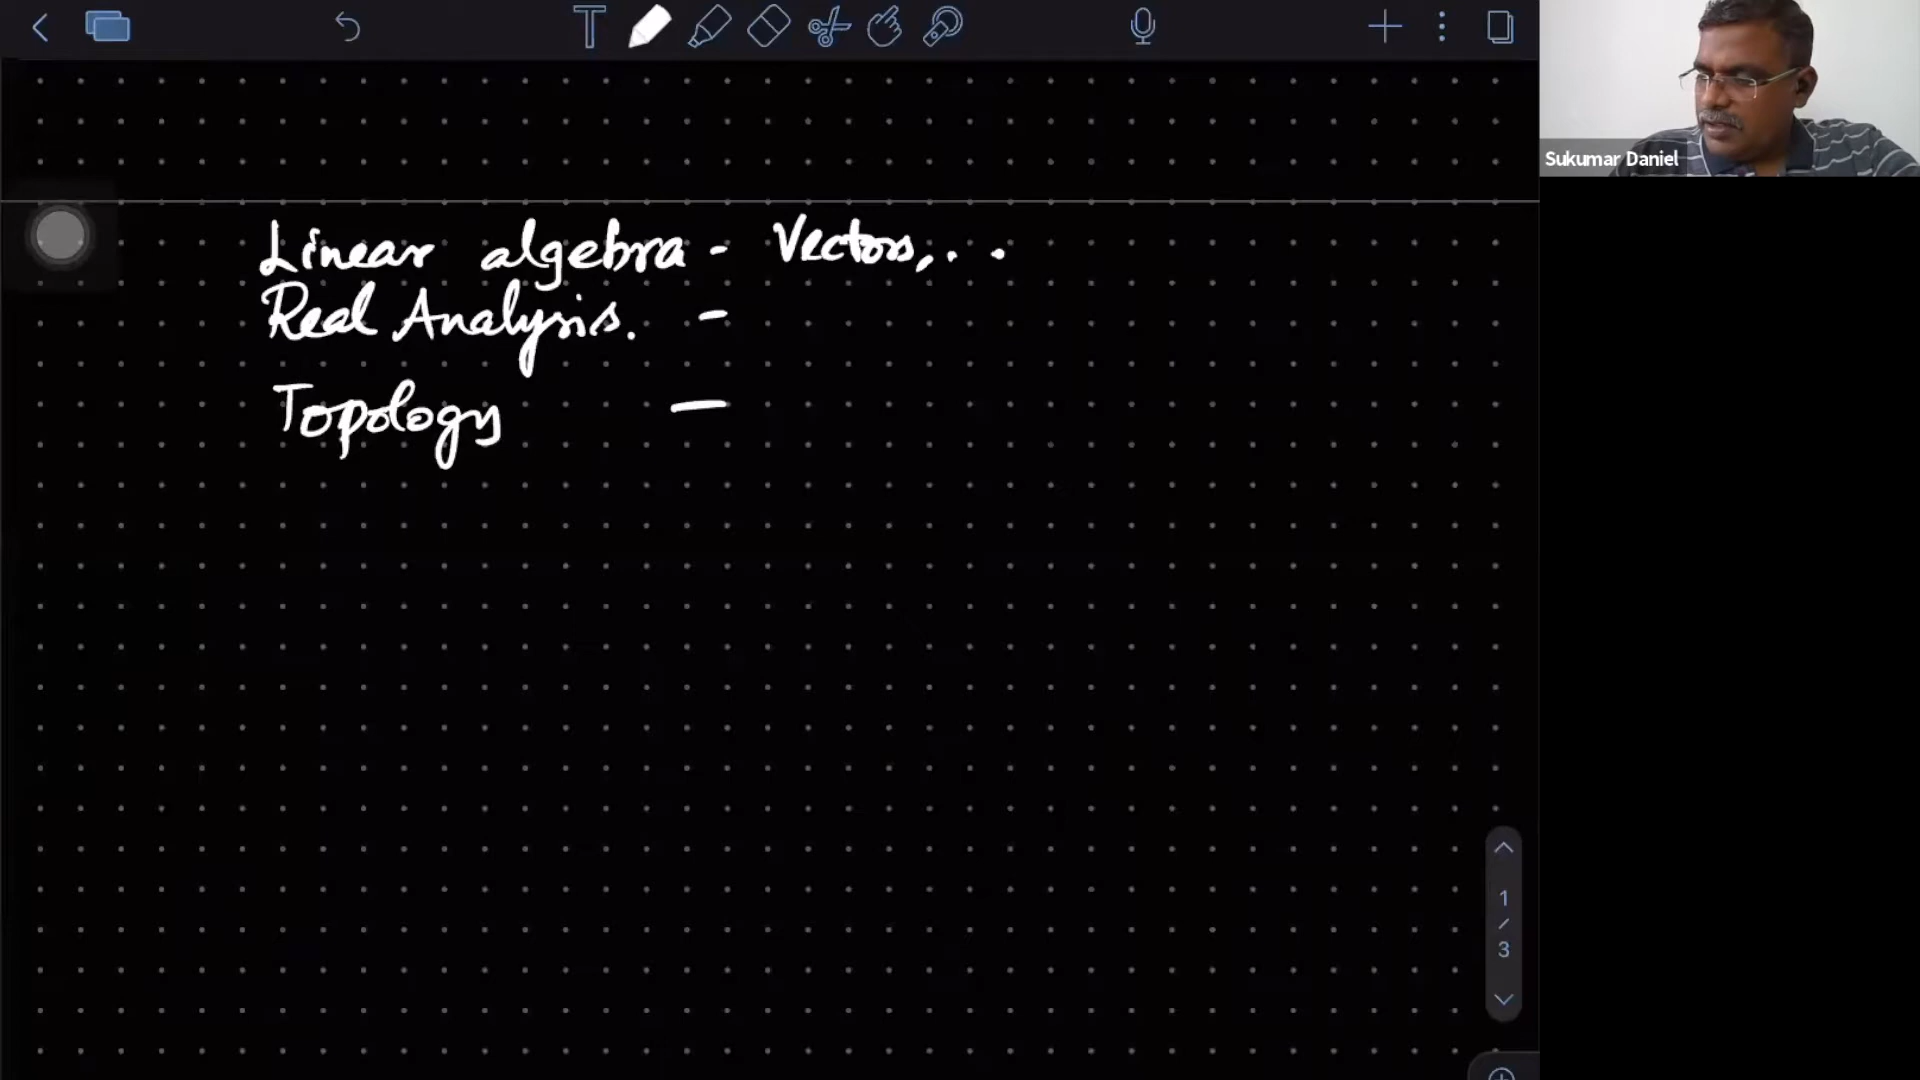 Sukumar Daniel
Linear algebra - Vectors, . .
Real Analysis. -
Topology -
1
/
3